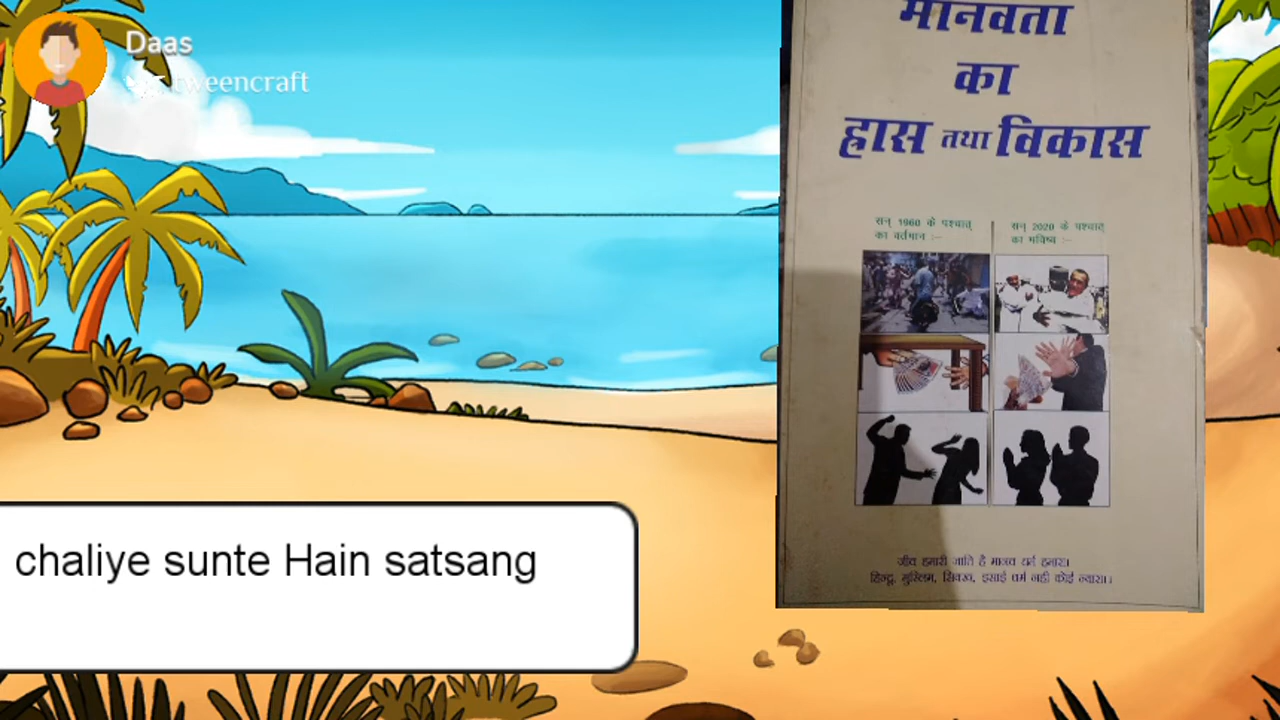 Daas
tweencraft
मानवता
का
ह्रास तथा विकास
सन् 1960 के पश्चात्
का वर्तमान :-
सन् 2020 के पश्चात्
का भविष्य :-
जीव हमारी जाति है मानव धर्म हमारा।
हिन्दू, मुस्लिम, सिक्ख, इसाई धर्म नहीं कोई न्यारा।।
chaliye sunte Hain satsang